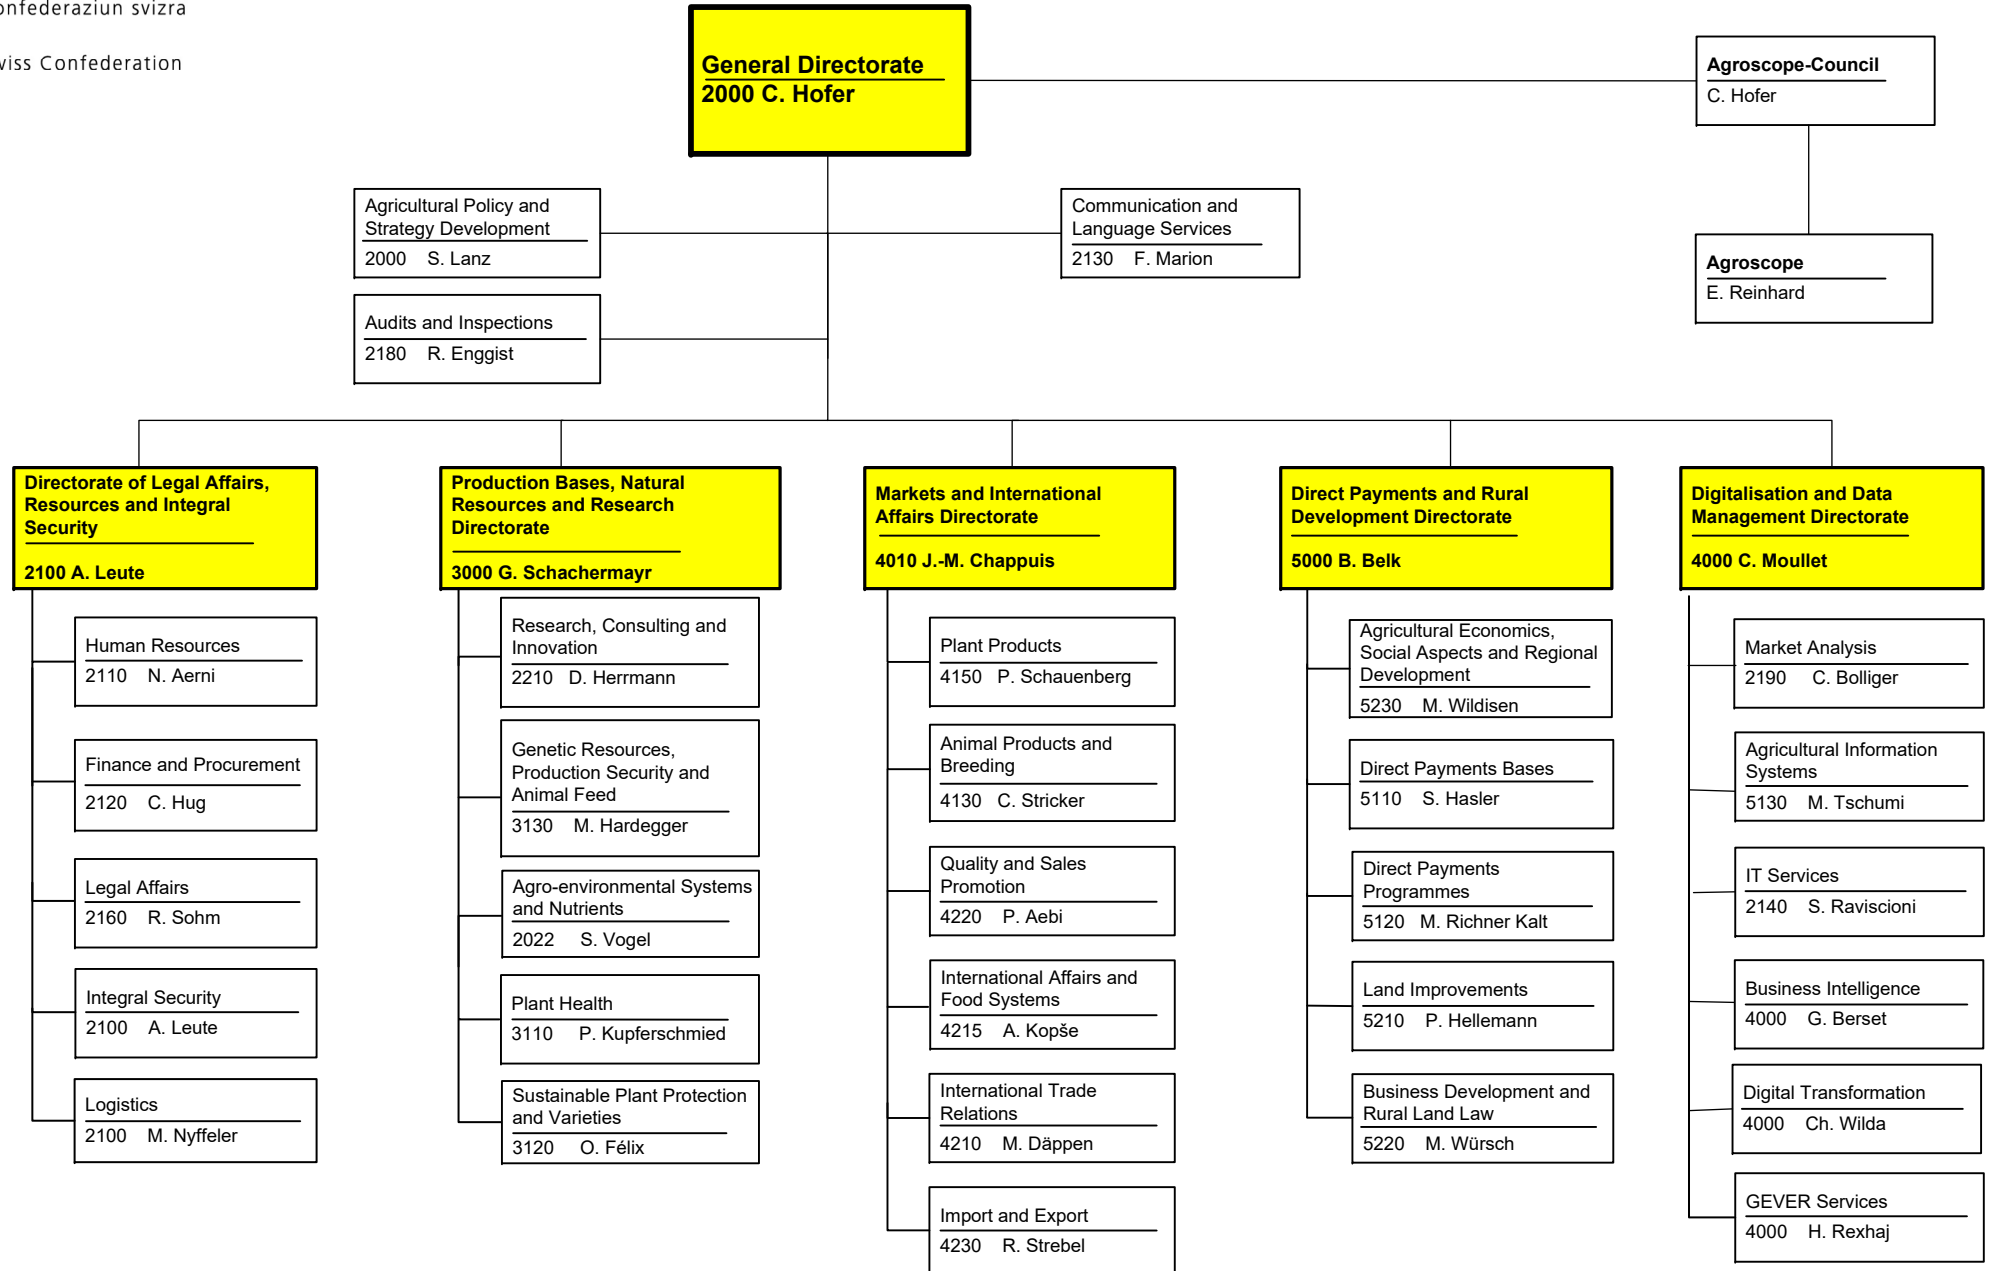 onfederaziun svizra
wiss Confederation
General Directorate
2000 C. Hofer
Agroscope-Council
C. Hofer
Agricultural Policy and
Strategy Development
2000 S. Lanz
Communication and
Language Services
2130 F. Marion
Agroscope
E. Reinhard
Audits and Inspections
2180 R. Enggist
Directorate of Legal Affairs,
Resources and Integral
Security
2100 A. Leute
Human Resources
2110 N. Aerni
Finance and Procurement
2120 C. Hug
Legal Affairs
2160 R. Sohm
Integral Security
2100 A. Leute
Logistics
2100 M. Nyffeler
Production Bases, Natural
Resources and Research
Directorate
3000 G. Schachermayr
Research, Consulting and
Innovation
2210 D. Herrmann
Genetic Resources,
Production Security and
Animal Feed
3130 M. Hardegger
Agro-environmental Systems
and Nutrients
2022 S. Vogel
Plant Health
3110 P. Kupferschmied
Sustainable Plant Protection
and Varieties
3120 O. Félix
Markets and International
Affairs Directorate
4010 J.-M. Chappuis
Plant Products
4150 P. Schauenberg
Animal Products and
Breeding
4130 C. Stricker
Quality and Sales
Promotion
4220 P. Aebi
International Affairs and
Food Systems
4215 A. Kopše
International Trade
Relations
4210 M. Däppen
Import and Export
4230 R. Strebel
Direct Payments and Rural
Development Directorate
5000 B. Belk
Agricultural Economics,
Social Aspects and Regional
Development
5230 M. Wildisen
Direct Payments Bases
5110 S. Hasler
Direct Payments
Programmes
5120 M. Richner Kalt
Land Improvements
5210 P. Hellemann
Business Development and
Rural Land Law
5220 M. Würsch
Digitalisation and Data
Management Directorate
4000 C. Moullet
Market Analysis
2190 C. Bolliger
Agricultural Information
Systems
5130 M. Tschumi
IT Services
2140 S. Raviscioni
Business Intelligence
4000 G. Berset
Digital Transformation
4000 Ch. Wilda
GEVER Services
4000 H. Rexhaj